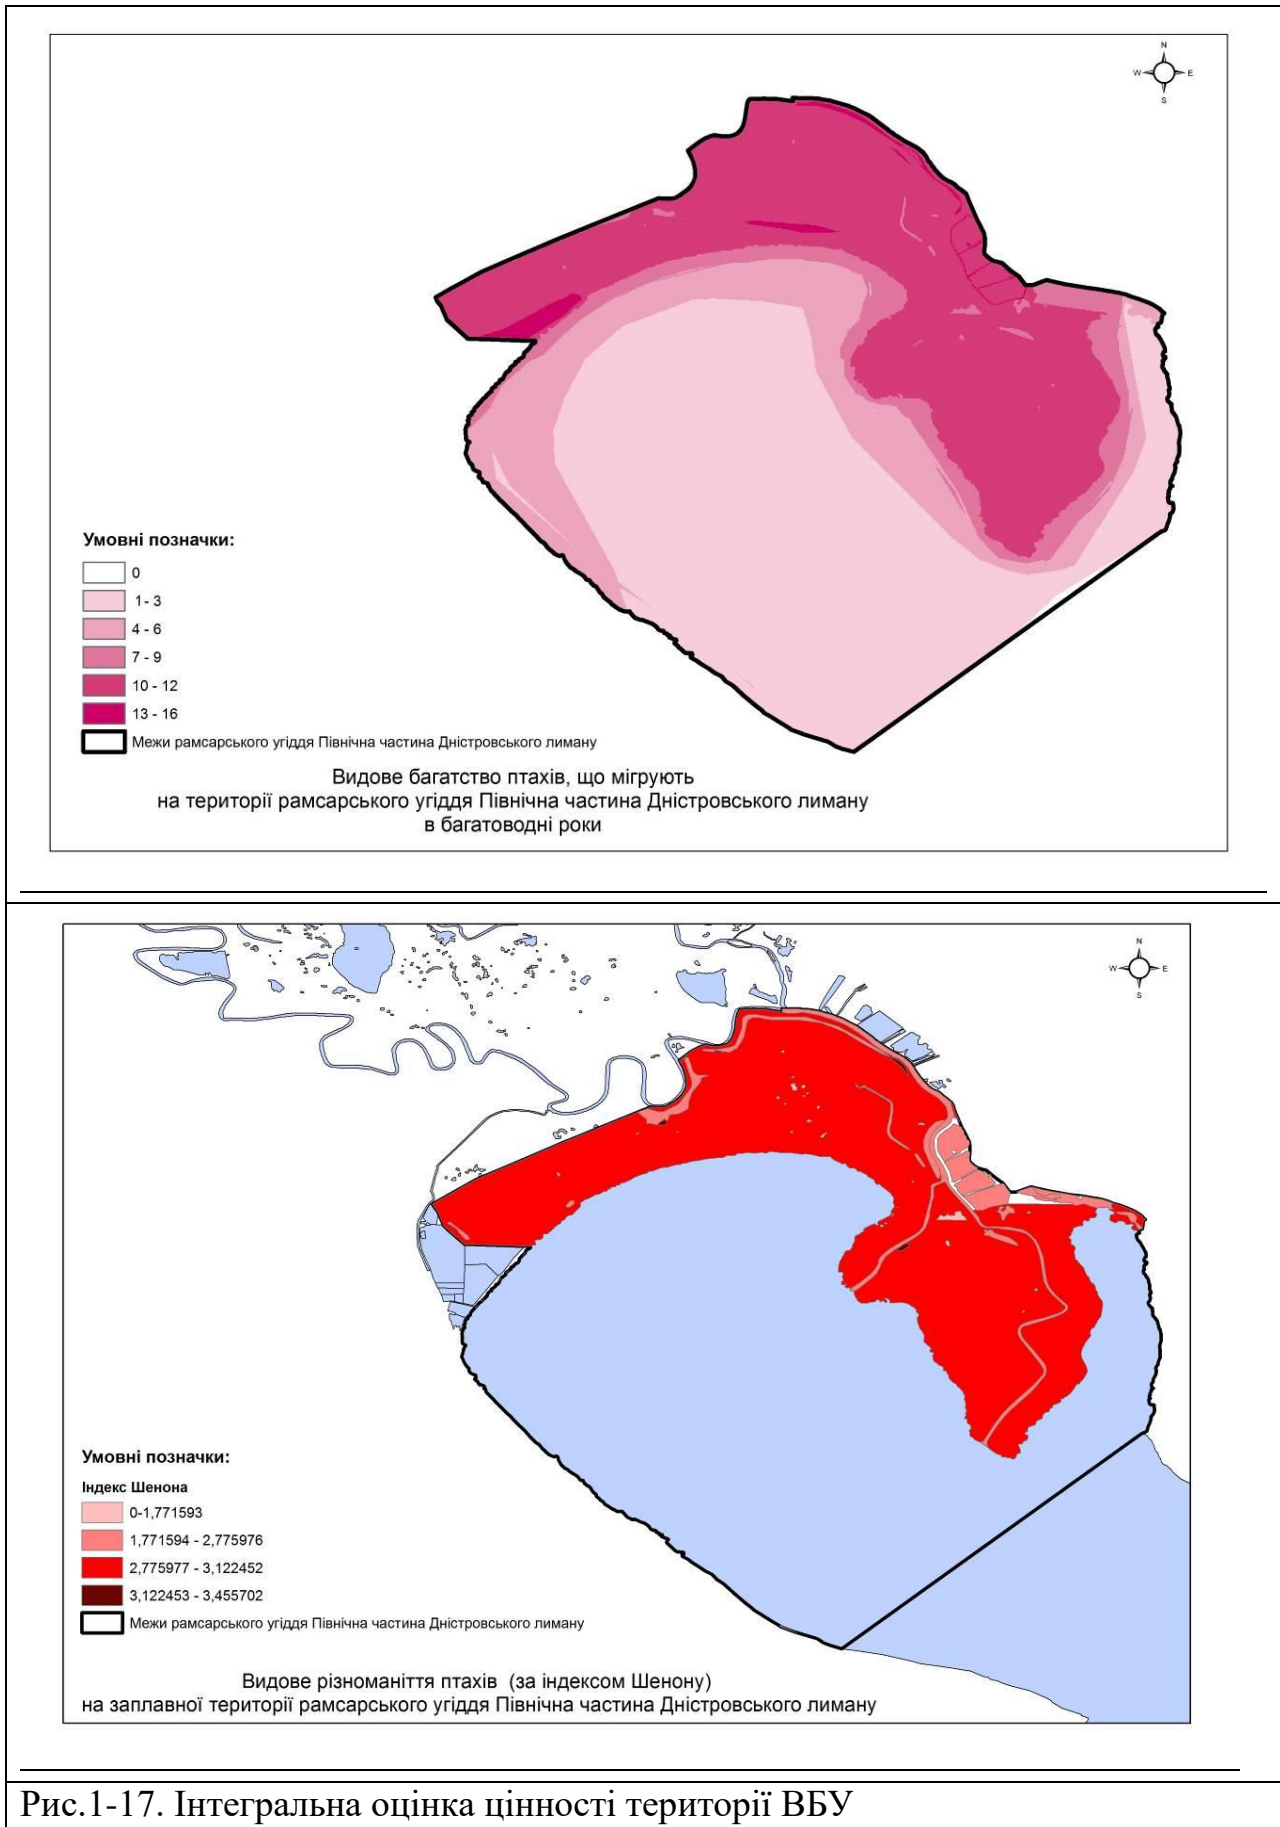 N
W E
S
Умовні позначки:
0
1 - 3
4 - 6
7 - 9
10 - 12
13 - 16
Межи рамсарського угіддя Північна частина Дністровського лиману
Видове багатство птахів, що мігрують
на території рамсарського угіддя Північна частина Дністровського лиману
в багатоводні роки
N
W E
S
Умовні позначки:
Індекс Шенона
0-1,771593
1,771594 - 2,775976
2,775977 - 3,122452
3,122453 - 3,455702
Межи рамсарського угіддя Північна частина Дністровського лиману
Видове різноманіття птахів (за індексом Шенону)
на заплавної території рамсарського угіддя Північна частина Дністровського лиману
Рис.1-17. Інтегральна оцінка цінності території ВБУ